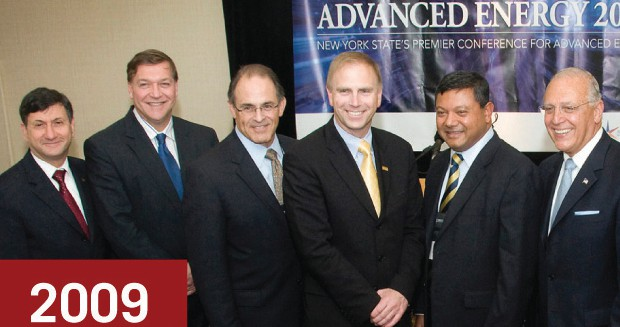 ADVANCED ENERGY 20
NEW YORK STATE'S PREMIER CONFERENCE FOR ADVANCED E
2009